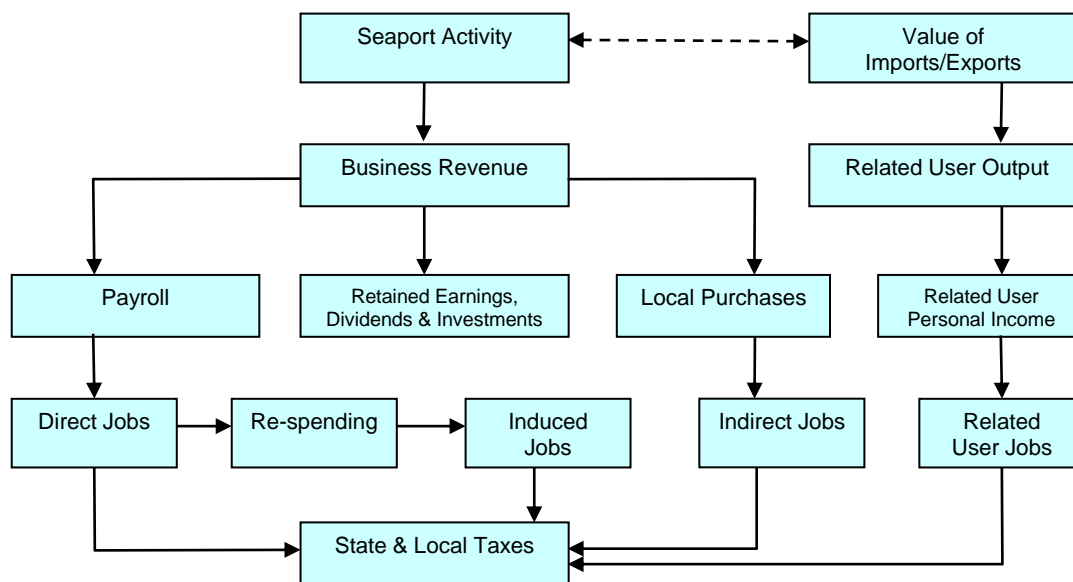 Seaport Activity
Value of
Imports/Exports
Business Revenue
Related User Output
Payroll
Retained Earnings,
Dividends & Investments
Local Purchases
Related User
Personal Income
Direct Jobs
Re-spending
Induced
Jobs
Indirect Jobs
Related
User Jobs
State & Local Taxes